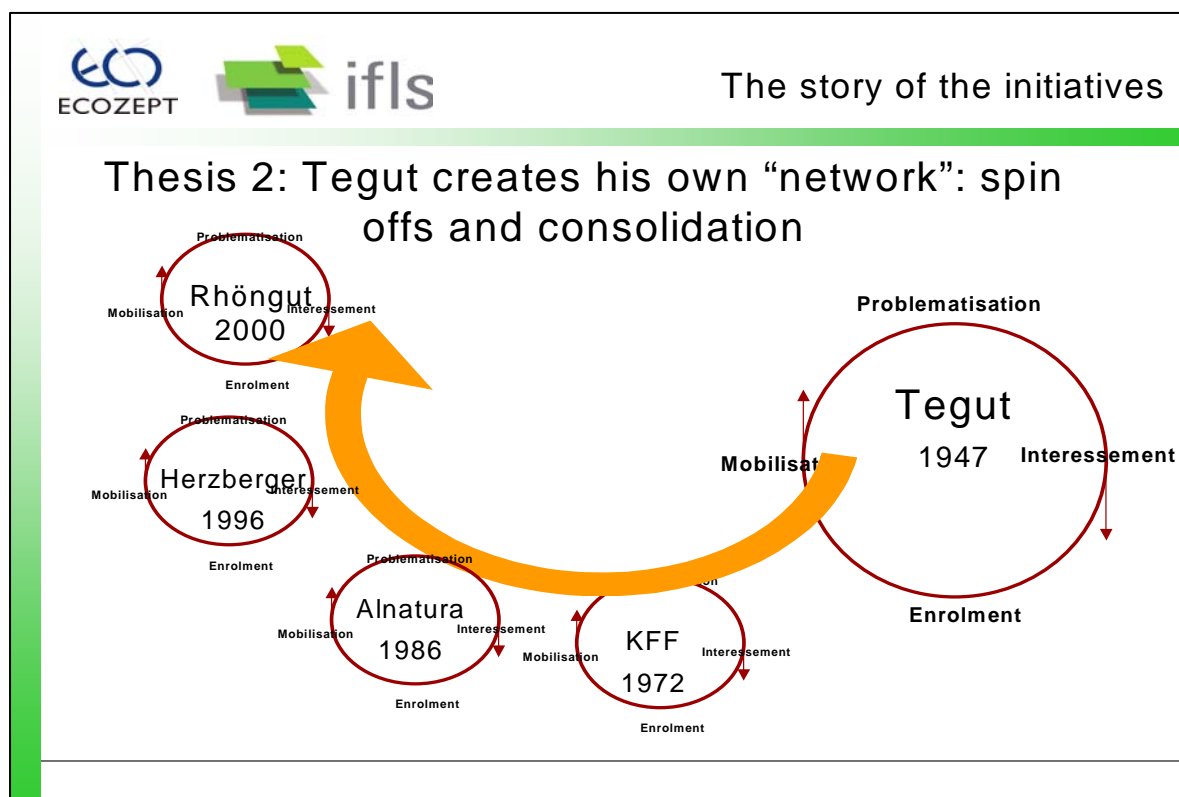 ECO
ECOZEPT
ifls
The story of the initiatives
Thesis 2: Tegut creates his own “network”: spin
offs and consolidation
Problematisation
Rhöngut
2000
Mobilisation
Interessement
Enrolment
Problematisation
Herzberger
1996
Mobilisation
Interessement
Enrolment
Problematisation
Alnatura
1986
Mobilisation
Interessement
Enrolment
KFF
1972
Mobilisation
Interessement
Enrolment
Problematisation
Tegut
1947
Interessement
Enrolment